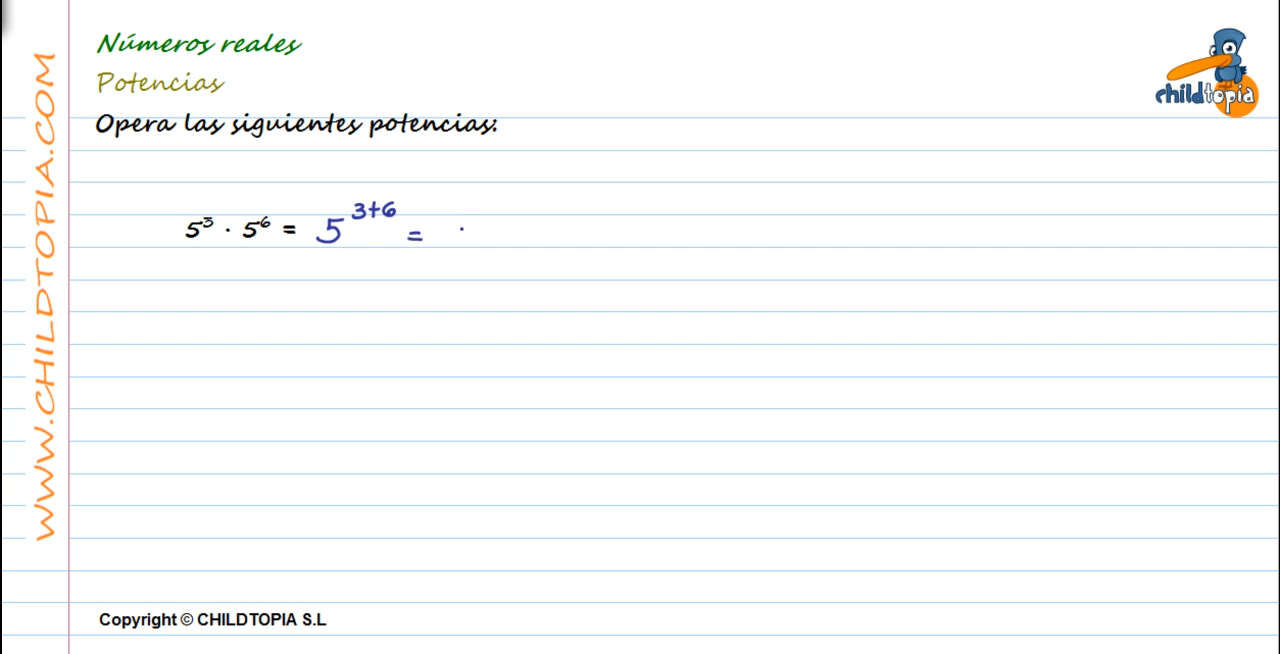 Números reales
Potencias
Opera las siguientes potencias:
childtopia
5³ · 5⁶ = 5³⁺⁶ =
WWW.CHILDTOPIA.COM
Copyright © CHILDTOPIA S.L